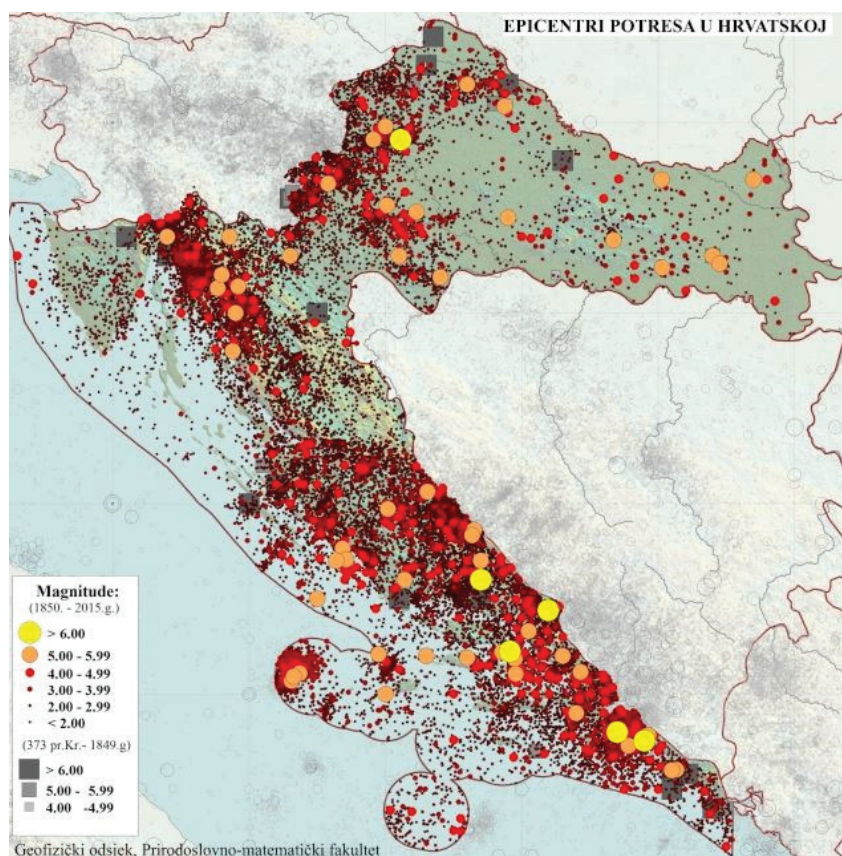 EPICENTRI POTRESA U HRVATSKOJ
Magnitude:
(1850. - 2015.g.)
> 6.00
5.00 - 5.99
4.00 - 4.99
3.00 - 3.99
2.00 - 2.99
< 2.00
(373 pr.Kr.- 1849.g)
> 6.00
5.00 - 5.99
4.00 -4.99
Geofizički odsjek, Prirodoslovno-matematički fakultet